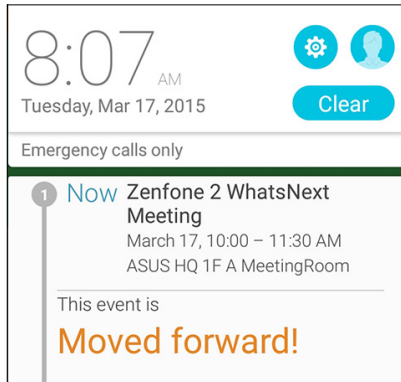 8:07 AM
Tuesday, Mar 17, 2015
Clear
Emergency calls only
1 Now Zenfone 2 WhatsNext
Meeting
March 17, 10:00 – 11:30 AM
ASUS HQ 1F A MeetingRoom
This event is
Moved forward!